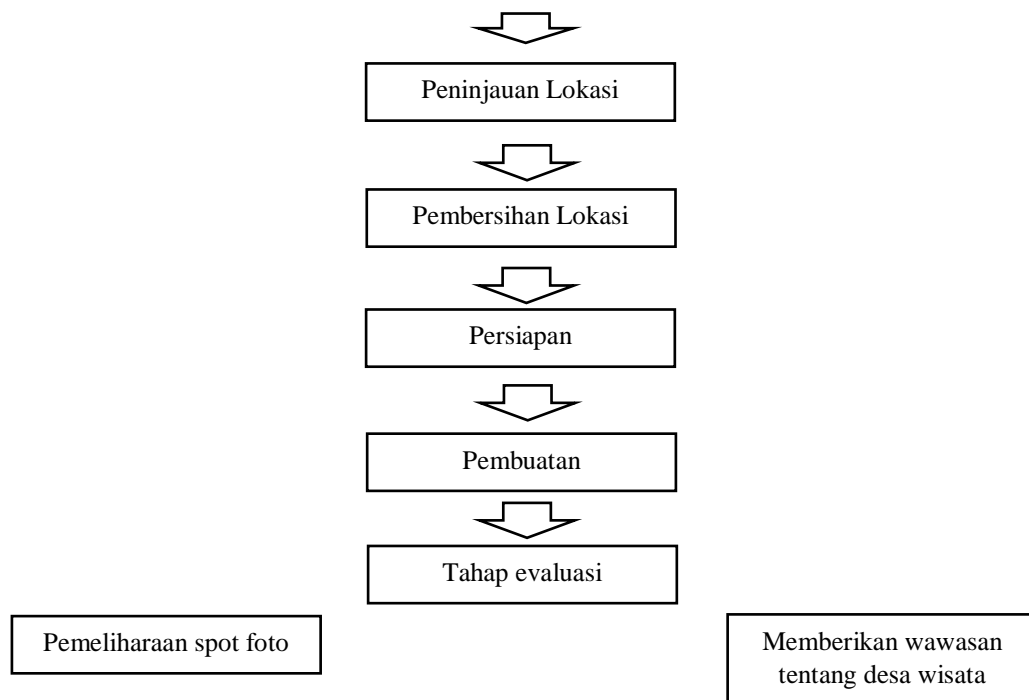 Peninjauan Lokasi
Pembersihan Lokasi
Persiapan
Pembuatan
Tahap evaluasi
Pemeliharaan spot foto
Memberikan wawasan
tentang desa wisata